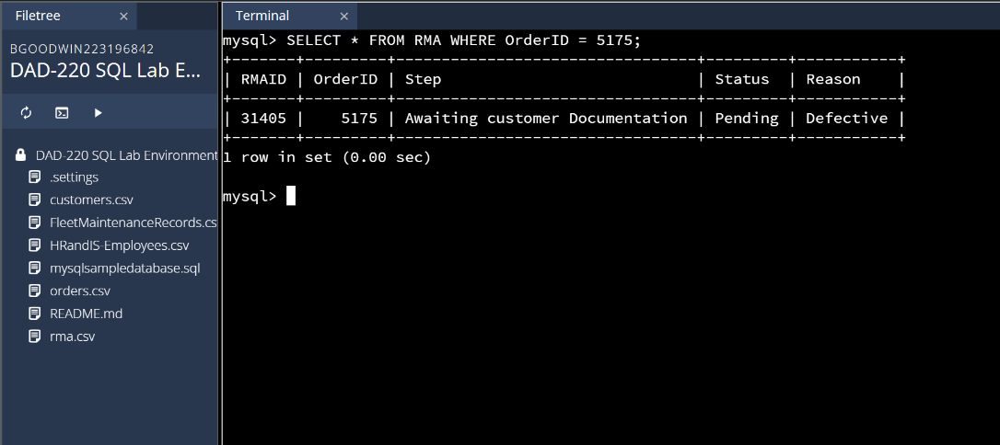 Filetree ×
BGOODWIN223196842
DAD-220 SQL Lab E...
DAD-220 SQL Lab Environment
.settings
customers.csv
FleetMaintenanceRecords.cs
HRandIS-Employees.csv
mysqlsampledatabase.sql
orders.csv
README.md
rma.csv
Terminal ×
mysql> SELECT * FROM RMA WHERE OrderID = 5175;
+-------+---------+---------------------------------+---------+-----------+
| RMAID | OrderID | Step                            | Status  | Reason    |
+-------+---------+---------------------------------+---------+-----------+
| 31405 |    5175 | Awaiting customer Documentation | Pending | Defective |
+-------+---------+---------------------------------+---------+-----------+
1 row in set (0.00 sec)
mysql>